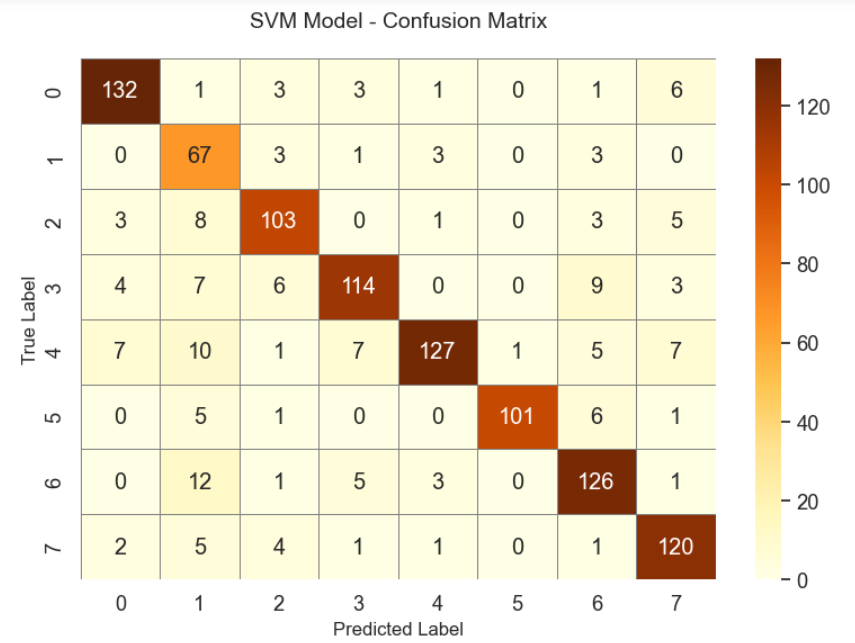 SVM Model - Confusion Matrix
0 132 1 3 3 1 0 1 6
1 0 67 3 1 3 0 3 0
2 3 8 103 0 1 0 3 5
3 4 7 6 114 0 0 9 3
4 7 10 1 7 127 1 5 7
5 0 5 1 0 0 101 6 1
6 0 12 1 5 3 0 126 1
7 2 5 4 1 1 0 1 120
True Label
0 1 2 3 4 5 6 7
Predicted Label
120
100
80
60
40
20
0